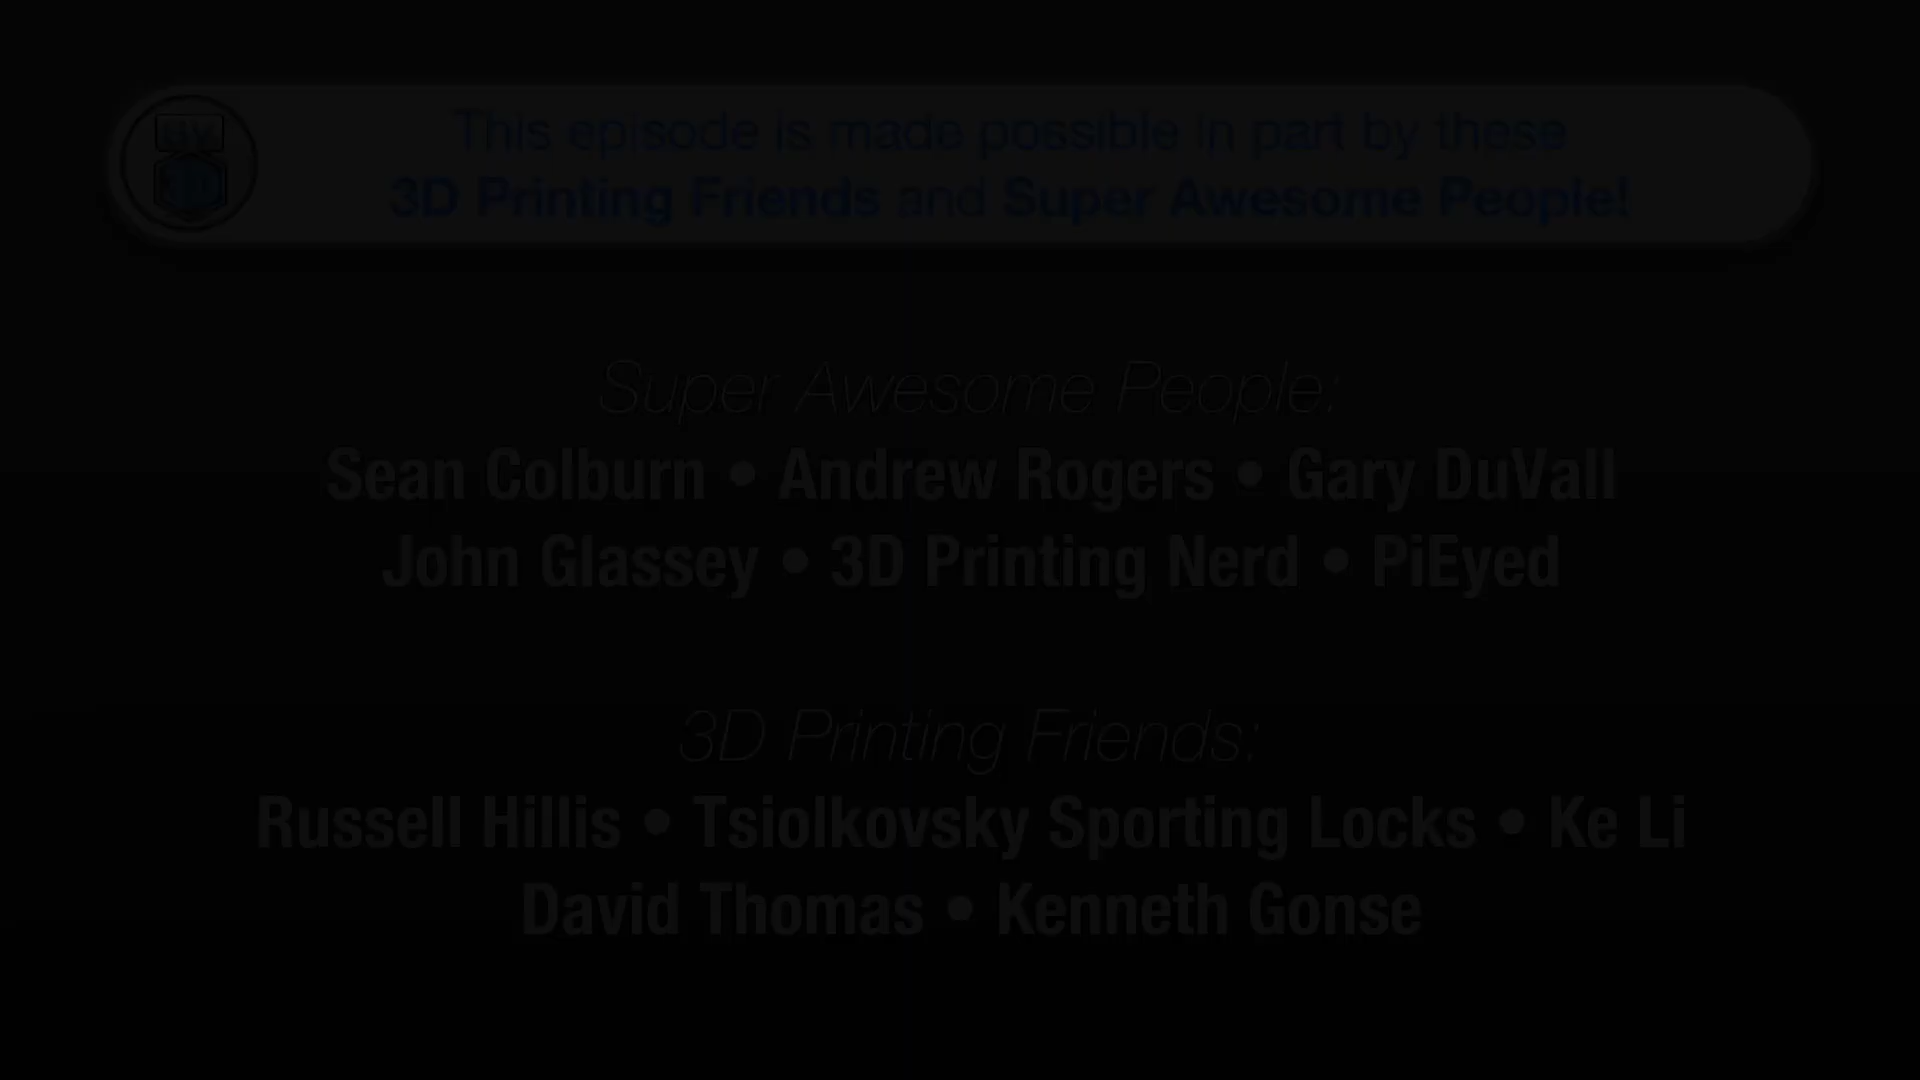 BV
3D
This episode is made possible in part by these
3D Printing Friends and Super Awesome People!
Super Awesome People:
Sean Colburn • Andrew Rogers • Gary DuVall
John Glassey • 3D Printing Nerd • PiEyed
3D Printing Friends:
Russell Hillis • Tsiolkovsky Sporting Locks • Ke Li
David Thomas • Kenneth Gonse